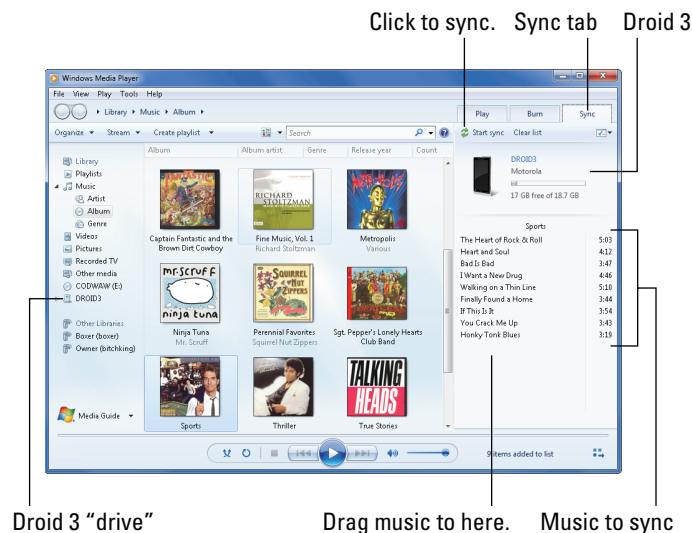 Click to sync. Sync tab Droid 3
Windows Media Player
File View Play Tools Help
Library Music Album
Play Burn Sync
Organize Stream Create playlist Search Start sync Clear list
Album Album artist Genre Release year Count
Library
Playlists
Music
Artist
Album
Genre
Videos
Pictures
Recorded TV
Other media
CODWAW (E:)
DROID3
Other Libraries
Boxer (boxer)
Owner (bitchking)
Media Guide
RICHARD
STOLTZMAN
METROPOLIS
Captain Fantastic and the
Brown Dirt Cowboy
Fine Music, Vol. 1
Richard Stoltzman
Metropolis
Various
mr.scruff
ninja tuna
SQUIRREL
NUT
ZIPPERS
Ninja Tuna
Mr. Scruff
Perennial Favorites
Squirrel Nut Zippers
Sgt. Pepper's Lonely Hearts
Club Band
TALKING
HEADS
Sports
Thriller
True Stories
DROID3
Motorola
17 GB free of 18.7 GB
Sports
The Heart of Rock & Roll 5:03
Heart and Soul 4:12
Bad Is Bad 3:47
I Want a New Drug 4:46
Walking on a Thin Line 5:10
Finally Found a Home 3:44
If This Is It 3:54
You Crack Me Up 3:43
Honky Tonk Blues 3:19
9 items added to list
Droid 3 “drive” Drag music to here. Music to sync